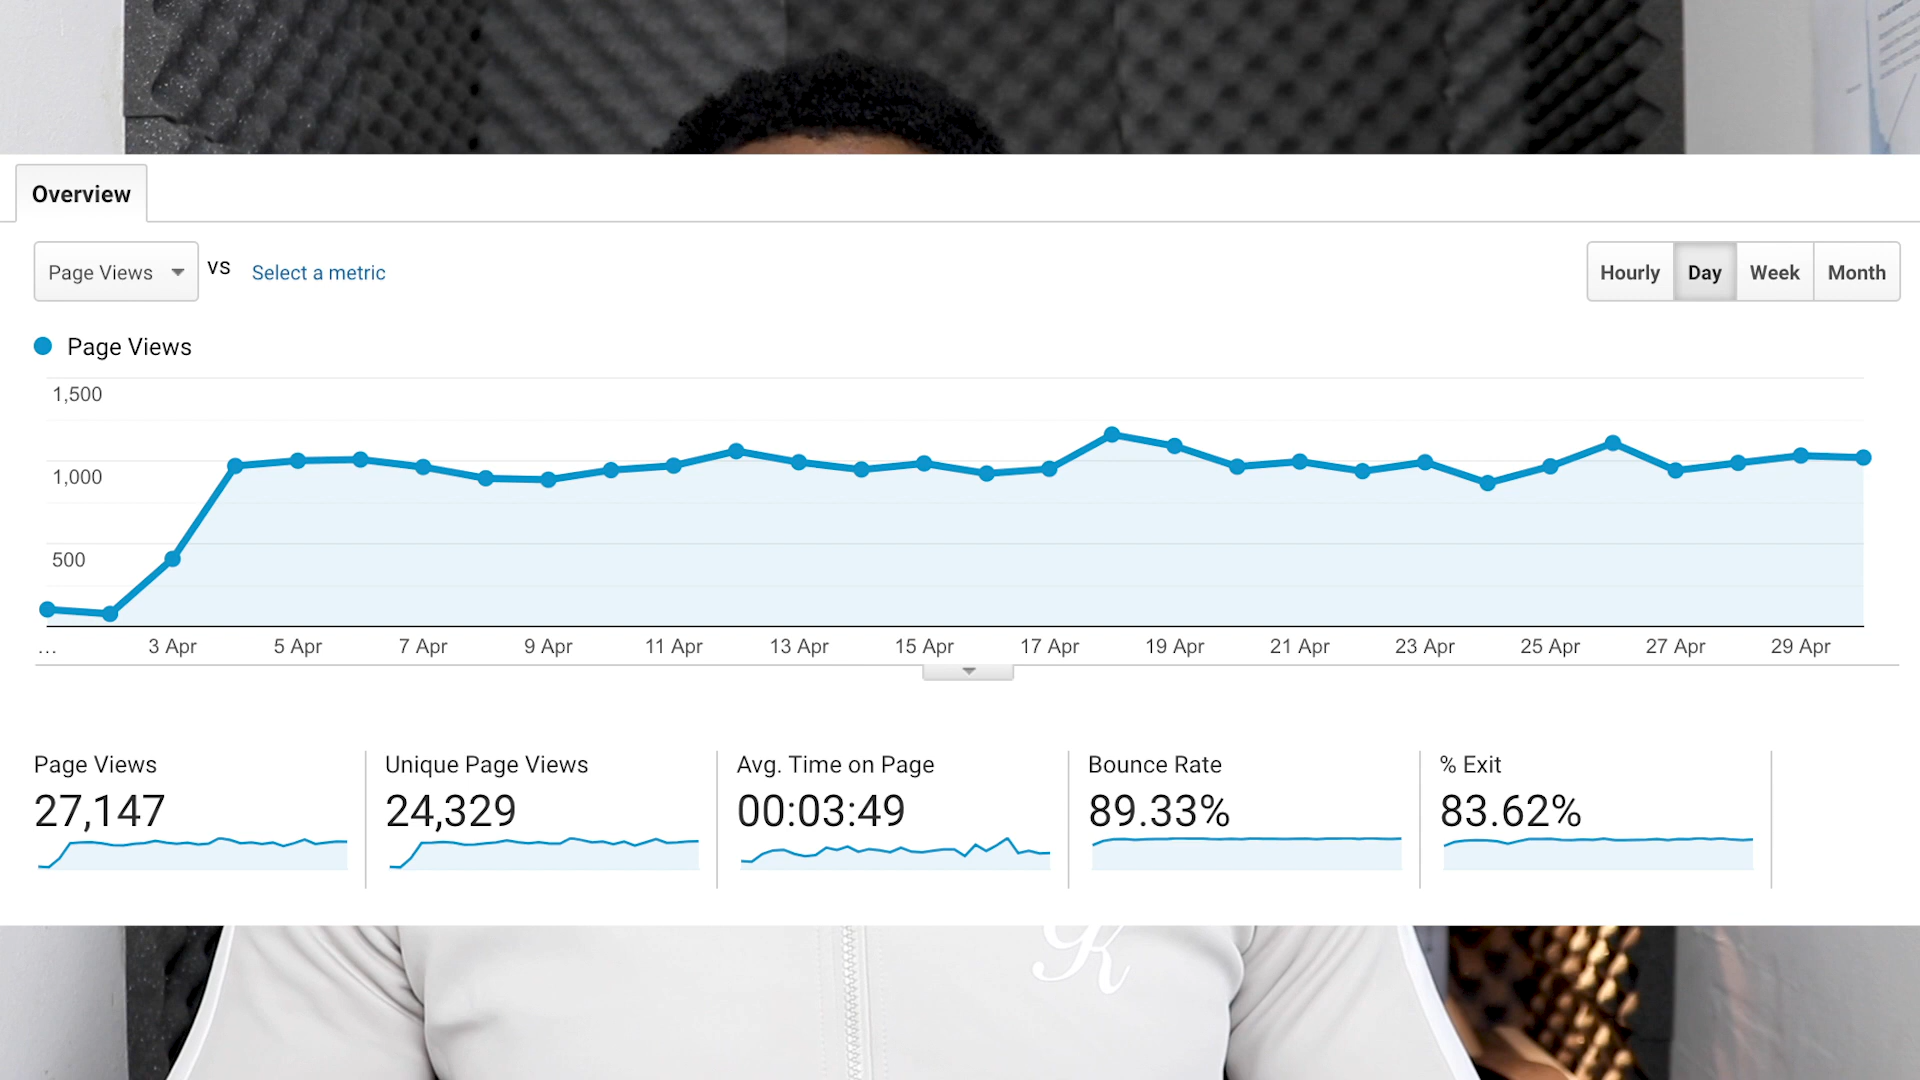 Overview
Page Views vs Select a metric
Hourly Day Week Month
Page Views
1,500
1,000
500
... 3 Apr 5 Apr 7 Apr 9 Apr 11 Apr 13 Apr 15 Apr 17 Apr 19 Apr 21 Apr 23 Apr 25 Apr 27 Apr 29 Apr
Page Views Unique Page Views Avg. Time on Page Bounce Rate % Exit
27,147 24,329 00:03:49 89.33% 83.62%